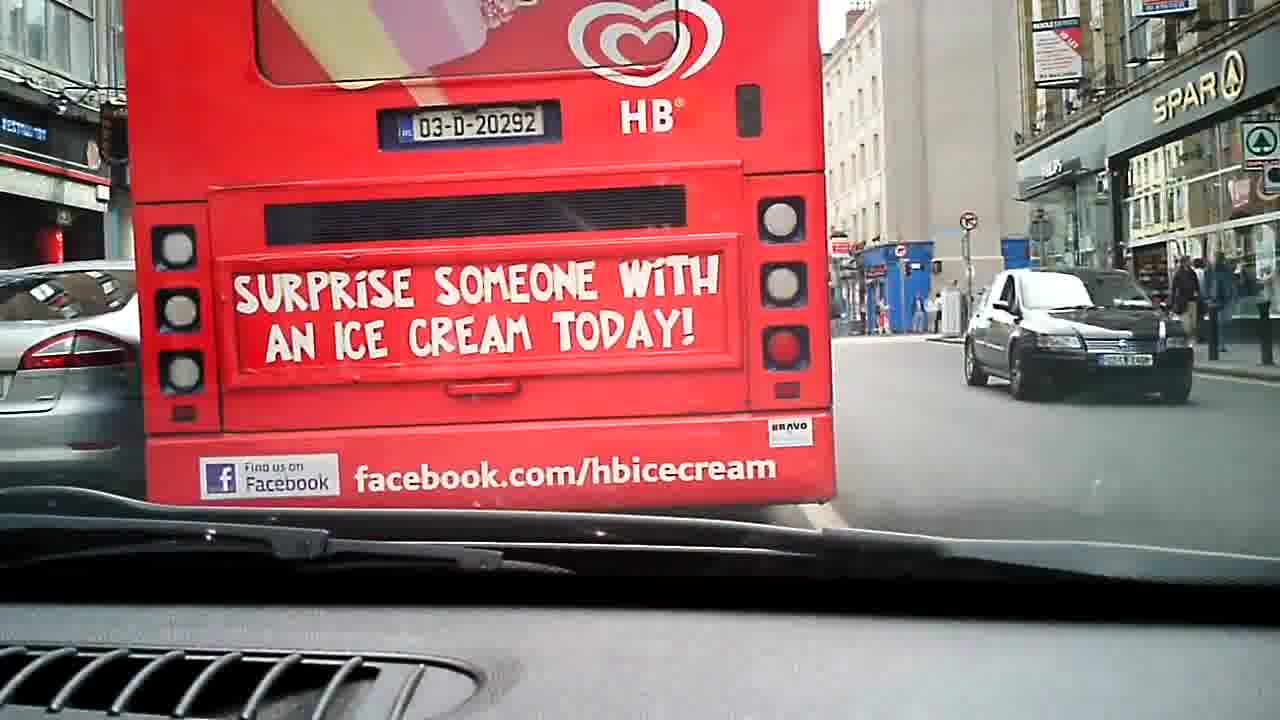 HB®
03-D-20292
SURPRISE SOMEONE WITH
AN ICE CREAM TODAY!
BRAVO
Find us on
Facebook
facebook.com/hbicecream
SPAR